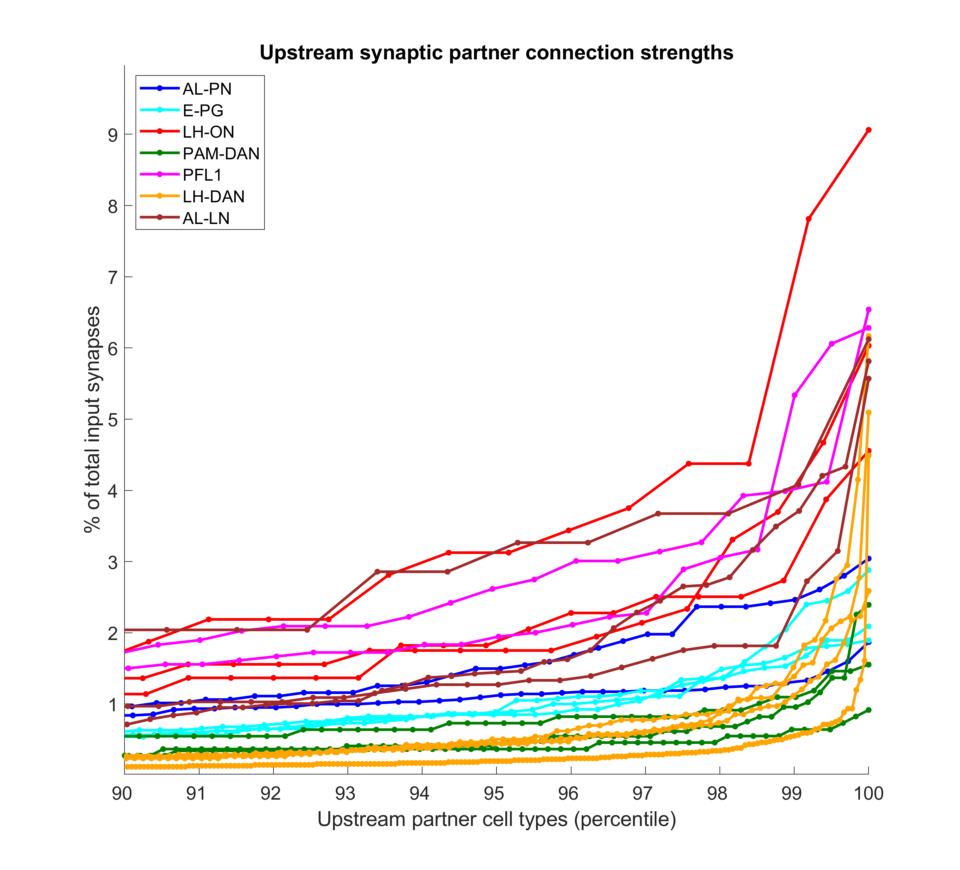 Upstream synaptic partner connection strengths
AL-PN
E-PG
LH-ON
PAM-DAN
PFL1
LH-DAN
AL-LN
9
8
7
6
5
4
3
2
1
% of total input synapses
90 91 92 93 94 95 96 97 98 99 100
Upstream partner cell types (percentile)